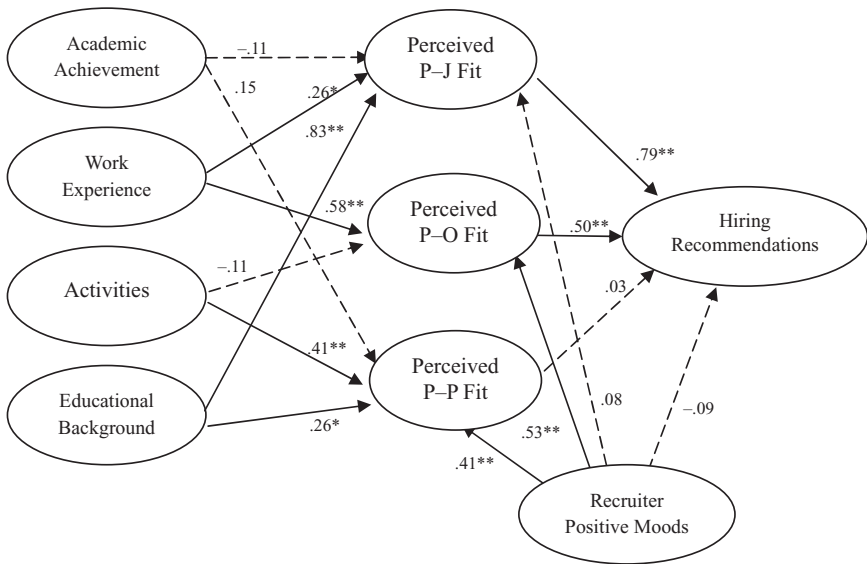 Academic
Achievement
Work
Experience
Activities
Educational
Background
Perceived
P–J Fit
Perceived
P–O Fit
Perceived
P–P Fit
Hiring
Recommendations
Recruiter
Positive Moods
–.11
.15
.26*
.83**
.58**
–.11
.41**
.26*
.79**
.50**
.03
.08
–.09
.53**
.41**